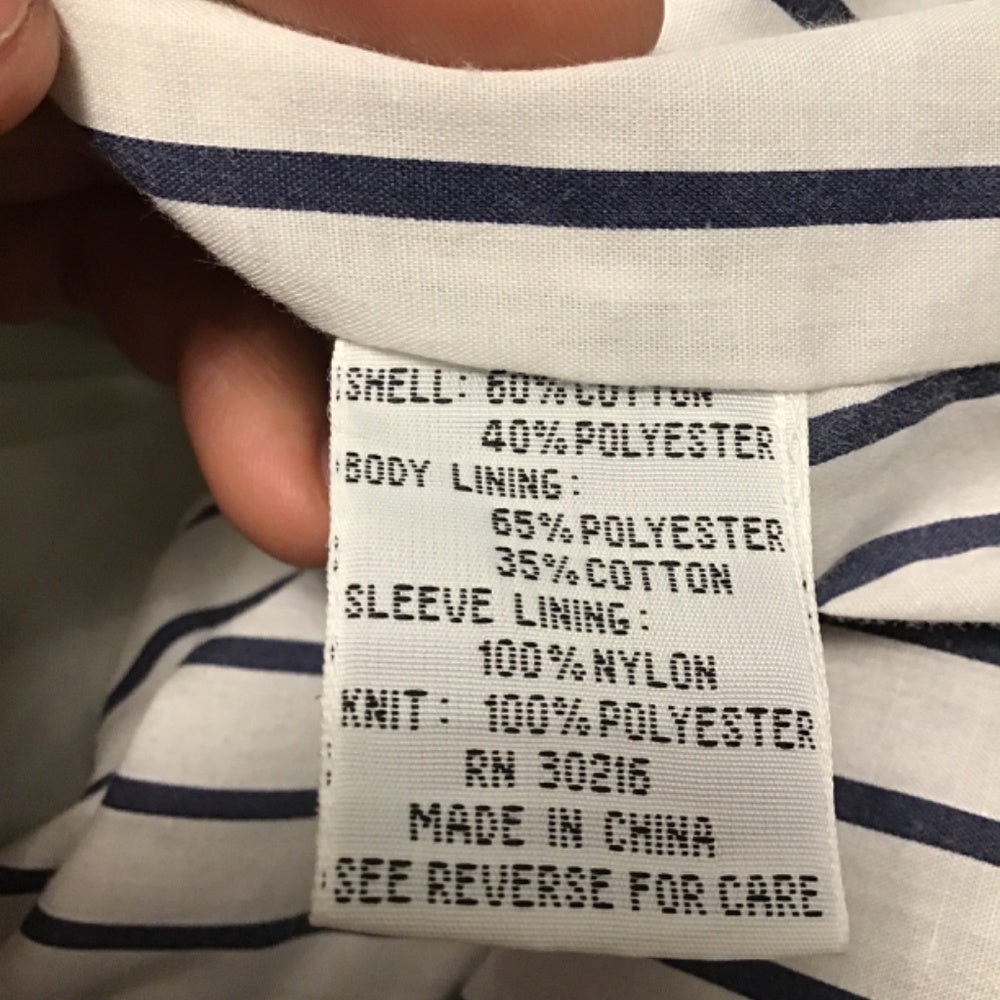 SHELL: 60% COTTON
40% POLYESTER
BODY LINING:
65% POLYESTER
35% COTTON
SLEEVE LINING:
100% NYLON
KNIT: 100% POLYESTER
RN 30216
MADE IN CHINA
SEE REVERSE FOR CARE